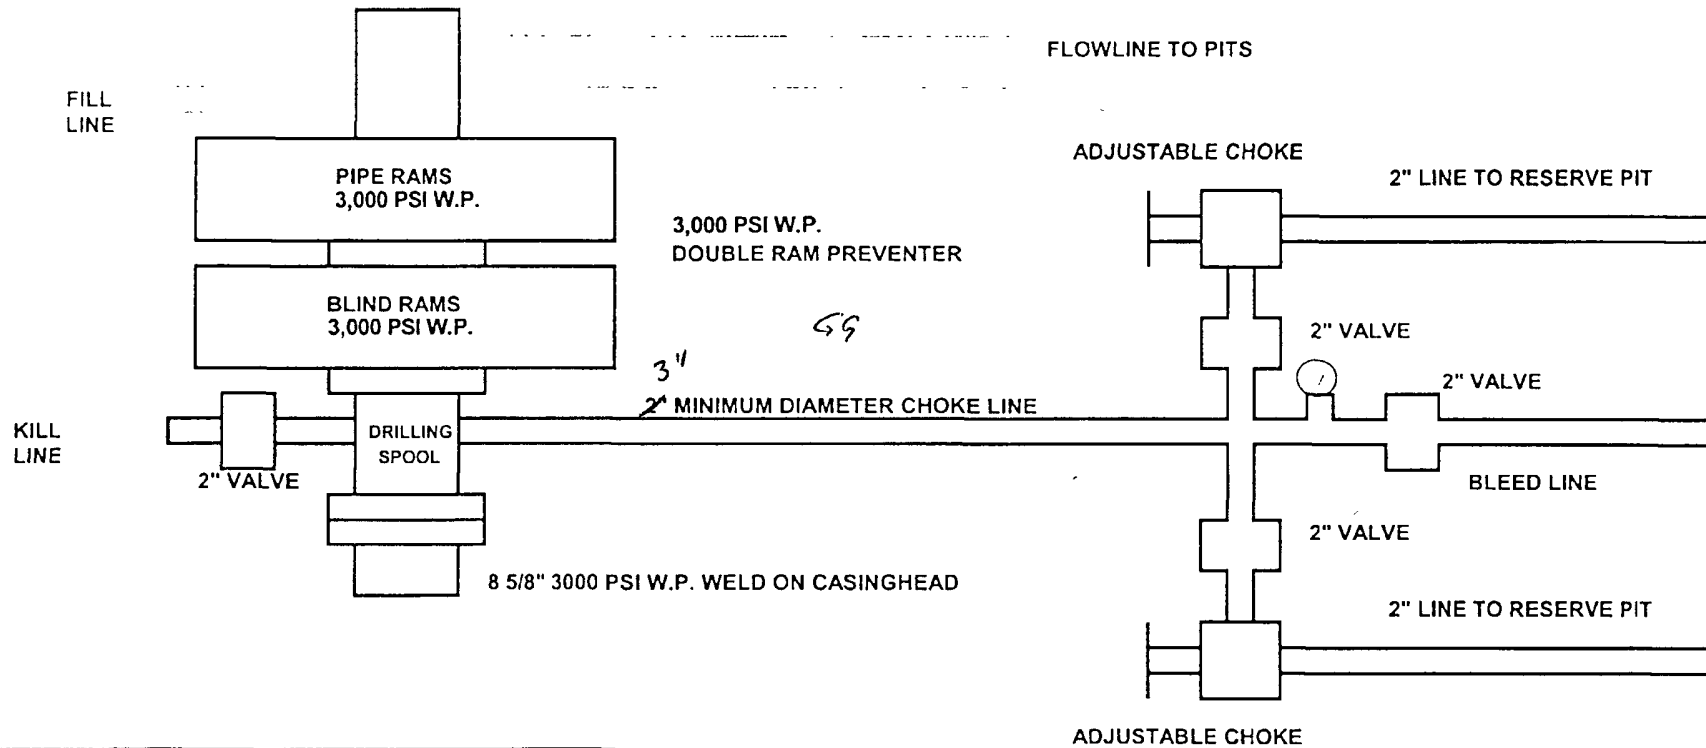 FLOWLINE TO PITS
FILL
LINE
PIPE RAMS
3,000 PSI W.P.
ADJUSTABLE CHOKE
2" LINE TO RESERVE PIT
3,000 PSI W.P.
DOUBLE RAM PREVENTER
BLIND RAMS
3,000 PSI W.P.
2" VALVE
3"
2" MINIMUM DIAMETER CHOKE LINE
2" VALVE
KILL
LINE
DRILLING
SPOOL
2" VALVE
BLEED LINE
2" VALVE
8 5/8" 3000 PSI W.P. WELD ON CASINGHEAD
2" LINE TO RESERVE PIT
ADJUSTABLE CHOKE